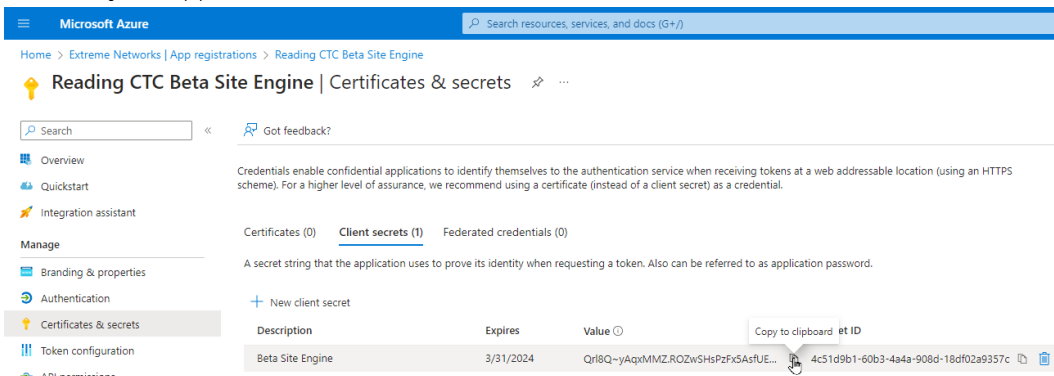 Microsoft Azure
Search resources, services, and docs (G+/)
Home > Extreme Networks | App registrations > Reading CTC Beta Site Engine
Reading CTC Beta Site Engine | Certificates & secrets
Search
Got feedback?
Overview
Quickstart
Integration assistant
Manage
Branding & properties
Authentication
Certificates & secrets
Token configuration
API permissions
Credentials enable confidential applications to identify themselves to the authentication service when receiving tokens at a web addressable location (using an HTTPS
scheme). For a higher level of assurance, we recommend using a certificate (instead of a client secret) as a credential.
Certificates (0) Client secrets (1) Federated credentials (0)
A secret string that the application uses to prove its identity when requesting a token. Also can be referred to as application password.
New client secret
Description Expires Value Copy to clipboard et ID
Beta Site Engine 3/31/2024 Qrl8Q~yAqxMMZ.ROZwSHsPzFx5AsfUE... 4c51d9b1-60b3-4a4a-908d-18df02a9357c